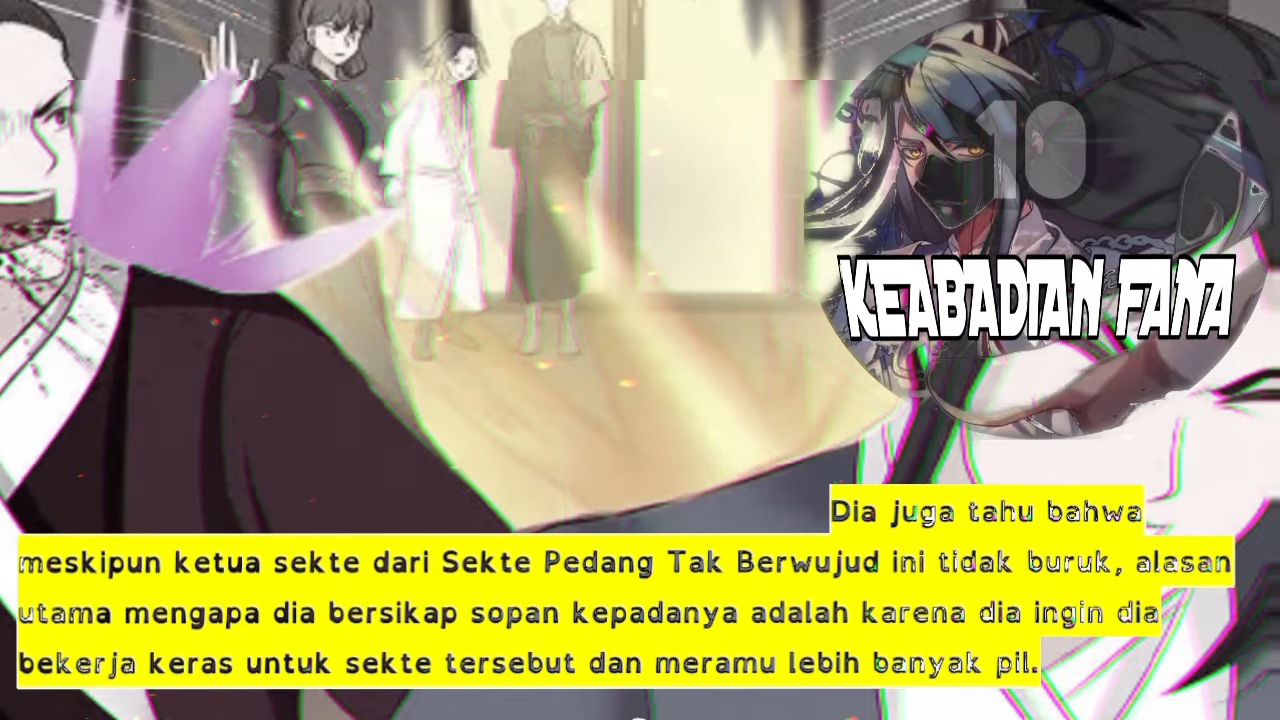 10
KEABADIAN FANA
Dia juga tahu bahwa
meskipun ketua sekte dari Sekte Pedang Tak Berwujud ini tidak buruk, alasan
utama mengapa dia bersikap sopan kepadanya adalah karena dia ingin dia
bekerja keras untuk sekte tersebut dan meramu lebih banyak pil.